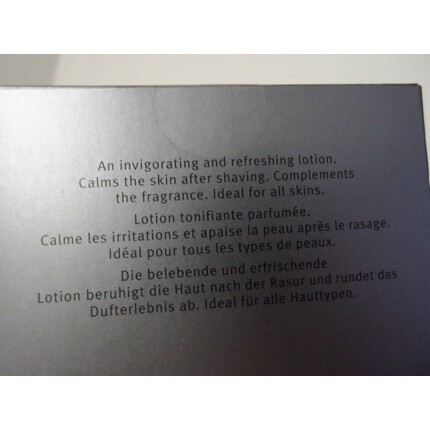 An invigorating and refreshing lotion.
Calms the skin after shaving. Complements
the fragrance. Ideal for all skins.
Lotion tonifiante parfumée.
Calme les irritations et apaise la peau après le rasage.
Idéal pour tous les types de peaux.
Die belebende und erfrischende
Lotion beruhigt die Haut nach der Rasur und rundet das
Dufterlebnis ab. Ideal für alle Hauttypen.